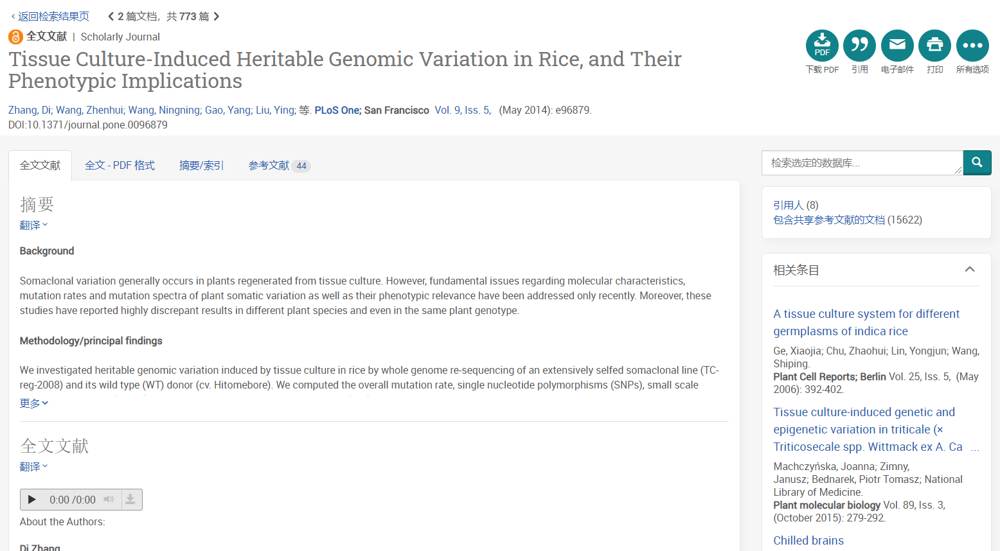 返回检索结果页 2 篇文档，共 773 篇
全文文献 | Scholarly Journal
Tissue Culture-Induced Heritable Genomic Variation in Rice, and Their
Phenotypic Implications
Zhang, Di; Wang, Zhenhui; Wang, Ningning; Gao, Yang; Liu, Ying; 等. PLoS One; San Francisco Vol. 9, Iss. 5, (May 2014): e96879.
DOI:10.1371/journal.pone.0096879
PDF
下载 PDF 引用 电子邮件 打印 所有选项
全文文献 全文 - PDF 格式 摘要/索引 参考文献 44
摘要
翻译
Background
Somaclonal variation generally occurs in plants regenerated from tissue culture. However, fundamental issues regarding molecular characteristics,
mutation rates and mutation spectra of plant somatic variation as well as their phenotypic relevance have been addressed only recently. Moreover, these
studies have reported highly discrepant results in different plant species and even in the same plant genotype.
Methodology/principal findings
We investigated heritable genomic variation induced by tissue culture in rice by whole genome re-sequencing of an extensively selfed somaclonal line (TC-
reg-2008) and its wild type (WT) donor (cv. Hitomebore). We computed the overall mutation rate, single nucleotide polymorphisms (SNPs), small scale
更多
全文文献
翻译
0:00 /0:00
About the Authors:
Di Zhang
检索选定的数据库...
引用人 (8)
包含共享参考文献的文档 (15622)
相关条目
A tissue culture system for different
germplasms of indica rice
Ge, Xiaojia; Chu, Zhaohui; Lin, Yongjun; Wang,
Shiping.
Plant Cell Reports; Berlin Vol. 25, Iss. 5, (May
2006): 392-402.
Tissue culture-induced genetic and
epigenetic variation in triticale (×
Triticosecale spp. Wittmack ex A. Ca ...
Machczyńska, Joanna; Zimny,
Janusz; Bednarek, Piotr Tomasz; National
Library of Medicine.
Plant molecular biology Vol. 89, Iss. 3,
(October 2015): 279-292.
Chilled brains